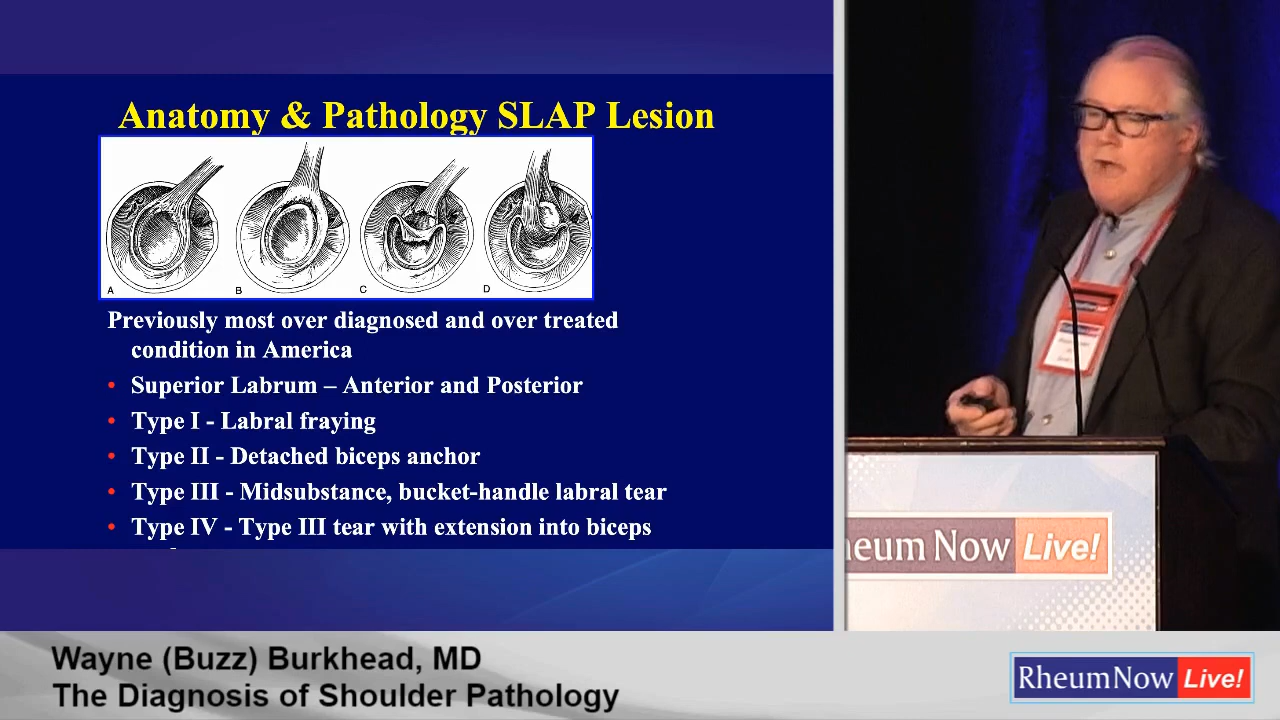 Anatomy & Pathology SLAP Lesion
A B C D
Previously most over diagnosed and over treated
condition in America
• Superior Labrum – Anterior and Posterior
• Type I - Labral fraying
• Type II - Detached biceps anchor
• Type III - Midsubstance, bucket-handle labral tear
• Type IV - Type III tear with extension into biceps
heum Now Live!
Wayne (Buzz) Burkhead, MD
The Diagnosis of Shoulder Pathology
RheumNow Live!